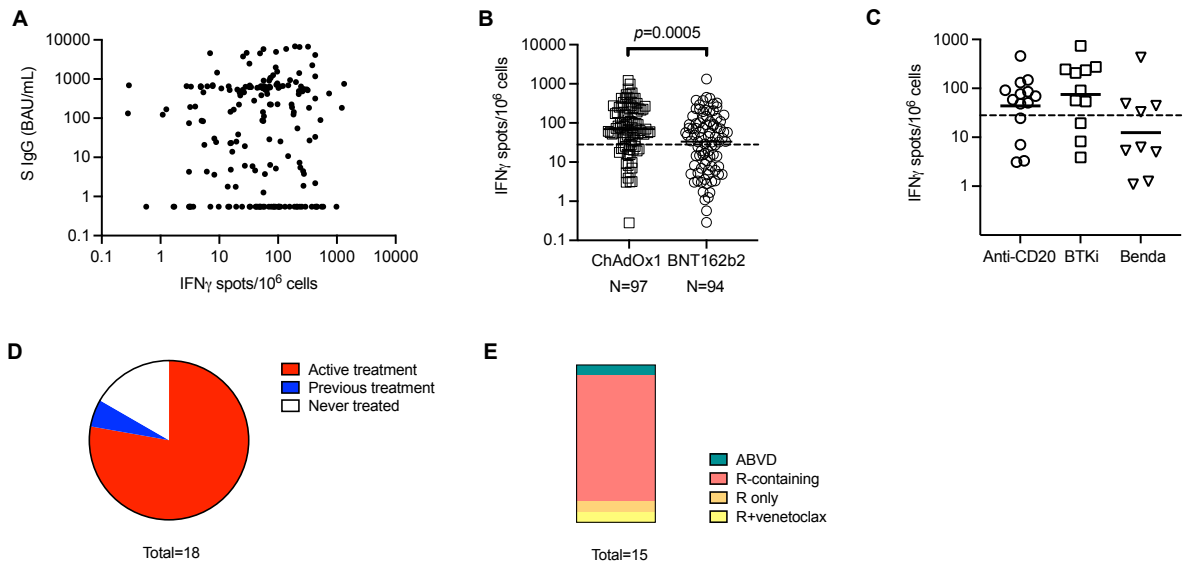 A
S IgG (BAU/mL)
10000
1000
100
10
1
0.1
0.1 1 10 100 1000 10000
IFNγ spots/10⁶ cells
B
p=0.0005
IFNγ spots/10⁶ cells
10000
1000
100
10
1
0.1
ChAdOx1 BNT162b2
N=97 N=94
C
IFNγ spots/10⁶ cells
1000
100
10
1
Anti-CD20 BTKi Benda
D
Active treatment
Previous treatment
Never treated
Total=18
E
ABVD
R-containing
R only
R+venetoclax
Total=15